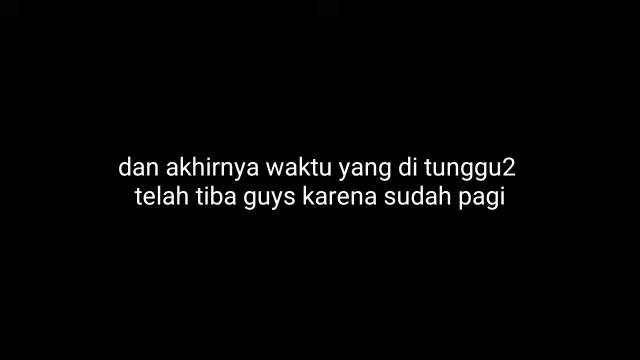 dan akhirnya waktu yang di tunggu2
telah tiba guys karena sudah pagi